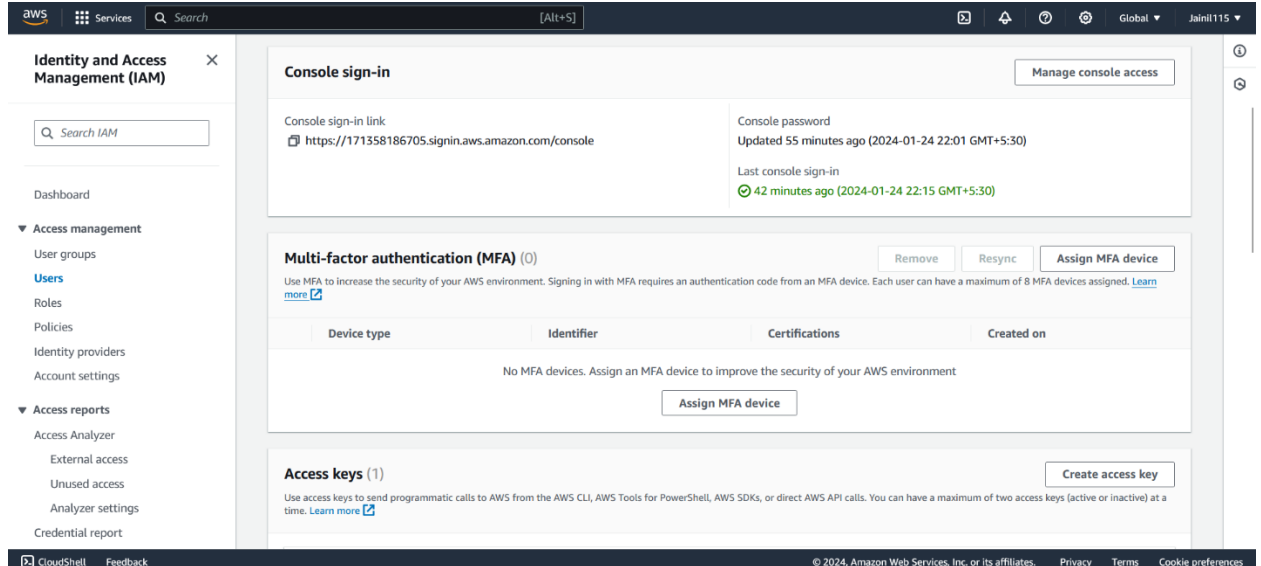 aws
Services
Search
[Alt+S]
Global ▼
Jainil115 ▼
Identity and Access
Management (IAM)
Search IAM
Dashboard
Access management
User groups
Users
Roles
Policies
Identity providers
Account settings
Access reports
Access Analyzer
External access
Unused access
Analyzer settings
Credential report
Console sign-in
Manage console access
Console sign-in link
https://171358186705.signin.aws.amazon.com/console
Console password
Updated 55 minutes ago (2024-01-24 22:01 GMT+5:30)
Last console sign-in
42 minutes ago (2024-01-24 22:15 GMT+5:30)
Multi-factor authentication (MFA) (0)
Remove
Resync
Assign MFA device
Use MFA to increase the security of your AWS environment. Signing in with MFA requires an authentication code from an MFA device. Each user can have a maximum of 8 MFA devices assigned. Learn
more
Device type
Identifier
Certifications
Created on
No MFA devices. Assign an MFA device to improve the security of your AWS environment
Assign MFA device
Access keys (1)
Create access key
Use access keys to send programmatic calls to AWS from the AWS CLI, AWS Tools for PowerShell, AWS SDKs, or direct AWS API calls. You can have a maximum of two access keys (active or inactive) at a
time. Learn more
CloudShell
Feedback
© 2024, Amazon Web Services, Inc. or its affiliates.
Privacy
Terms
Cookie preferences